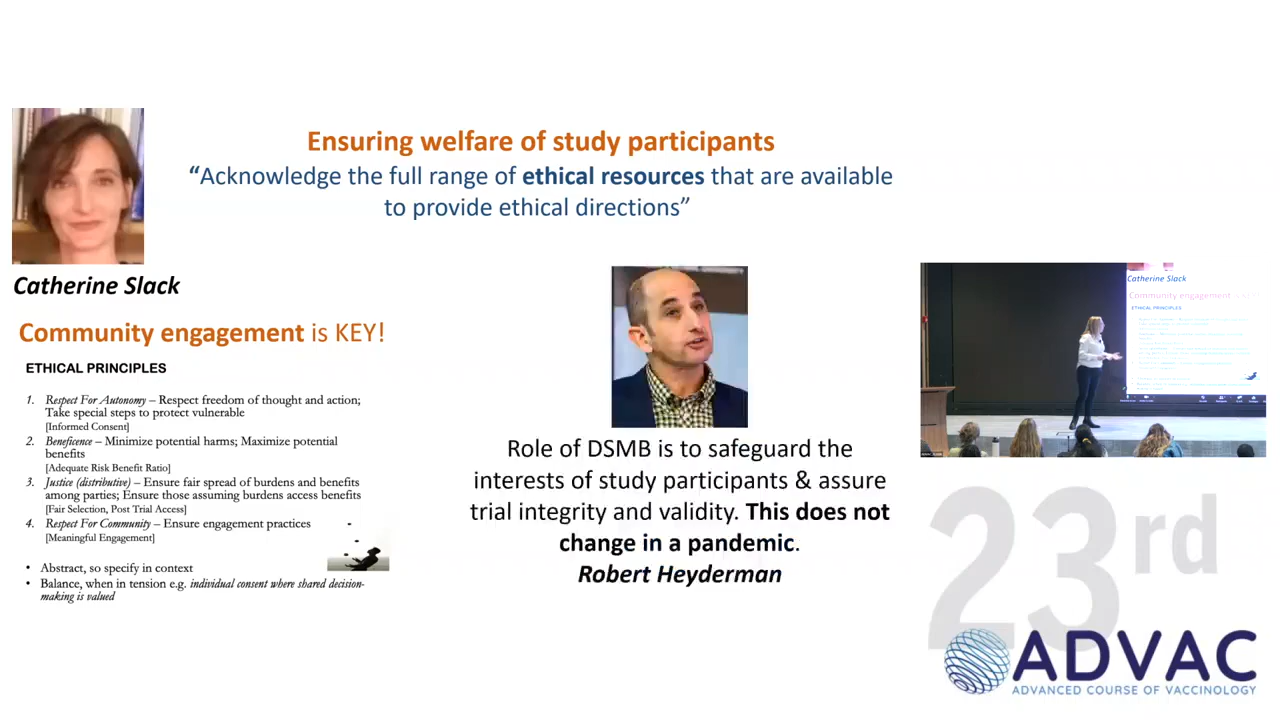 Ensuring welfare of study participants
“Acknowledge the full range of ethical resources that are available
to provide ethical directions”
Catherine Slack
Community engagement is KEY!
ETHICAL PRINCIPLES
1. Respect For Autonomy – Respect freedom of thought and action;
Take special steps to protect vulnerable
[Informed Consent]
2. Beneficence – Minimize potential harms; Maximize potential
benefits
[Adequate Risk Benefit Ratio]
3. Justice (distributive) – Ensure fair spread of burdens and benefits
among parties; Ensure those assuming burdens access benefits
[Fair Selection, Post Trial Access]
4. Respect For Community – Ensure engagement practices
[Meaningful Engagement]
• Abstract, so specify in context
• Balance, when in tension e.g. individual consent where shared decision-
making is valued
Role of DSMB is to safeguard the
interests of study participants & assure
trial integrity and validity. This does not
change in a pandemic.
Robert Heyderman
Catherine Slack
Community engagement
ETHICAL PRINCIPLES
23rd
ADVAC
ADVANCED COURSE OF VACCINOLOGY